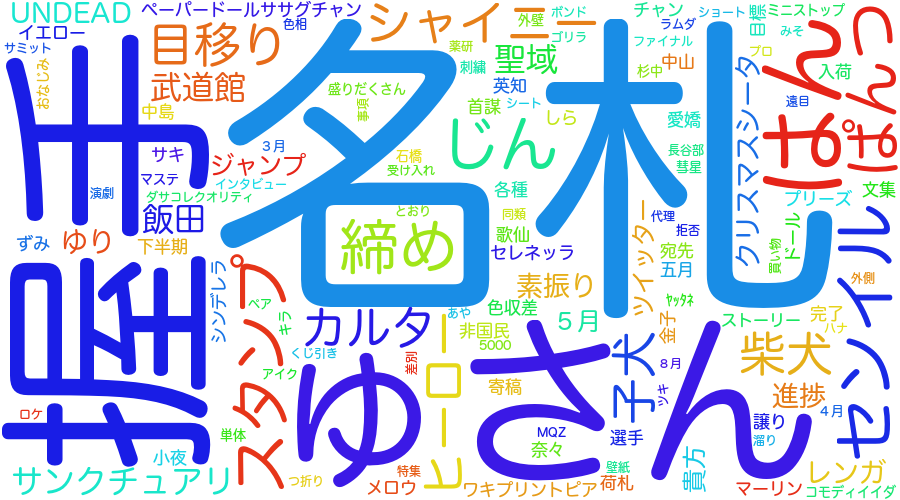 UNDEAD
ペーパードールササグチャン
シャイニー
チャン
ショート
ミニストップ
イエロー
色相
外壁
ボンド
ラムダ
目標
サミット
目移り
薬研
ゴリラ
ファイナル
プロ
みそ
おなじみ
武道館
盛りだくさん
刺繍
聖域
杉中
中山
入荷
ぱんつ
ぱん
英知
シート
遠目
中島
事項
首謀
しら
愛嬌
クリスマスシータ
握手
名札
し
3月
じん
長谷部
彗星
サキ
ジャンプ
石橋
受け入れ
マステ
インタビュー
各種
プリーズ
文集
演劇
ダサコレクオリティ
飯田
とおり
同類
歌仙
代理
拒否
ドール
買い物
ずみ
ゆり
下半期
締め
セレネッラ
ツイッター
宛先
五月
外側
センイル
シンデレラ
スタンプ
ペア
キラ
素振り
ヤッタネ
カルタ
あや
色収差
5月
金子
ストーリー
完了
バナ
非国民
5000
くじ引き
アイク
差別
ヒーロー
子犬
8月
柴犬
ゆ
さん
寄稿
ツキ
進捗
4月
ロケ
単体
MQZ
選手
譲り
溜り
奈々
小夜
サンクチュアリ
つ折り
特集
メロウ
ワキプリントピア
壁紙
荷札
貴方
マーリン
レンガ
コモディイイダ